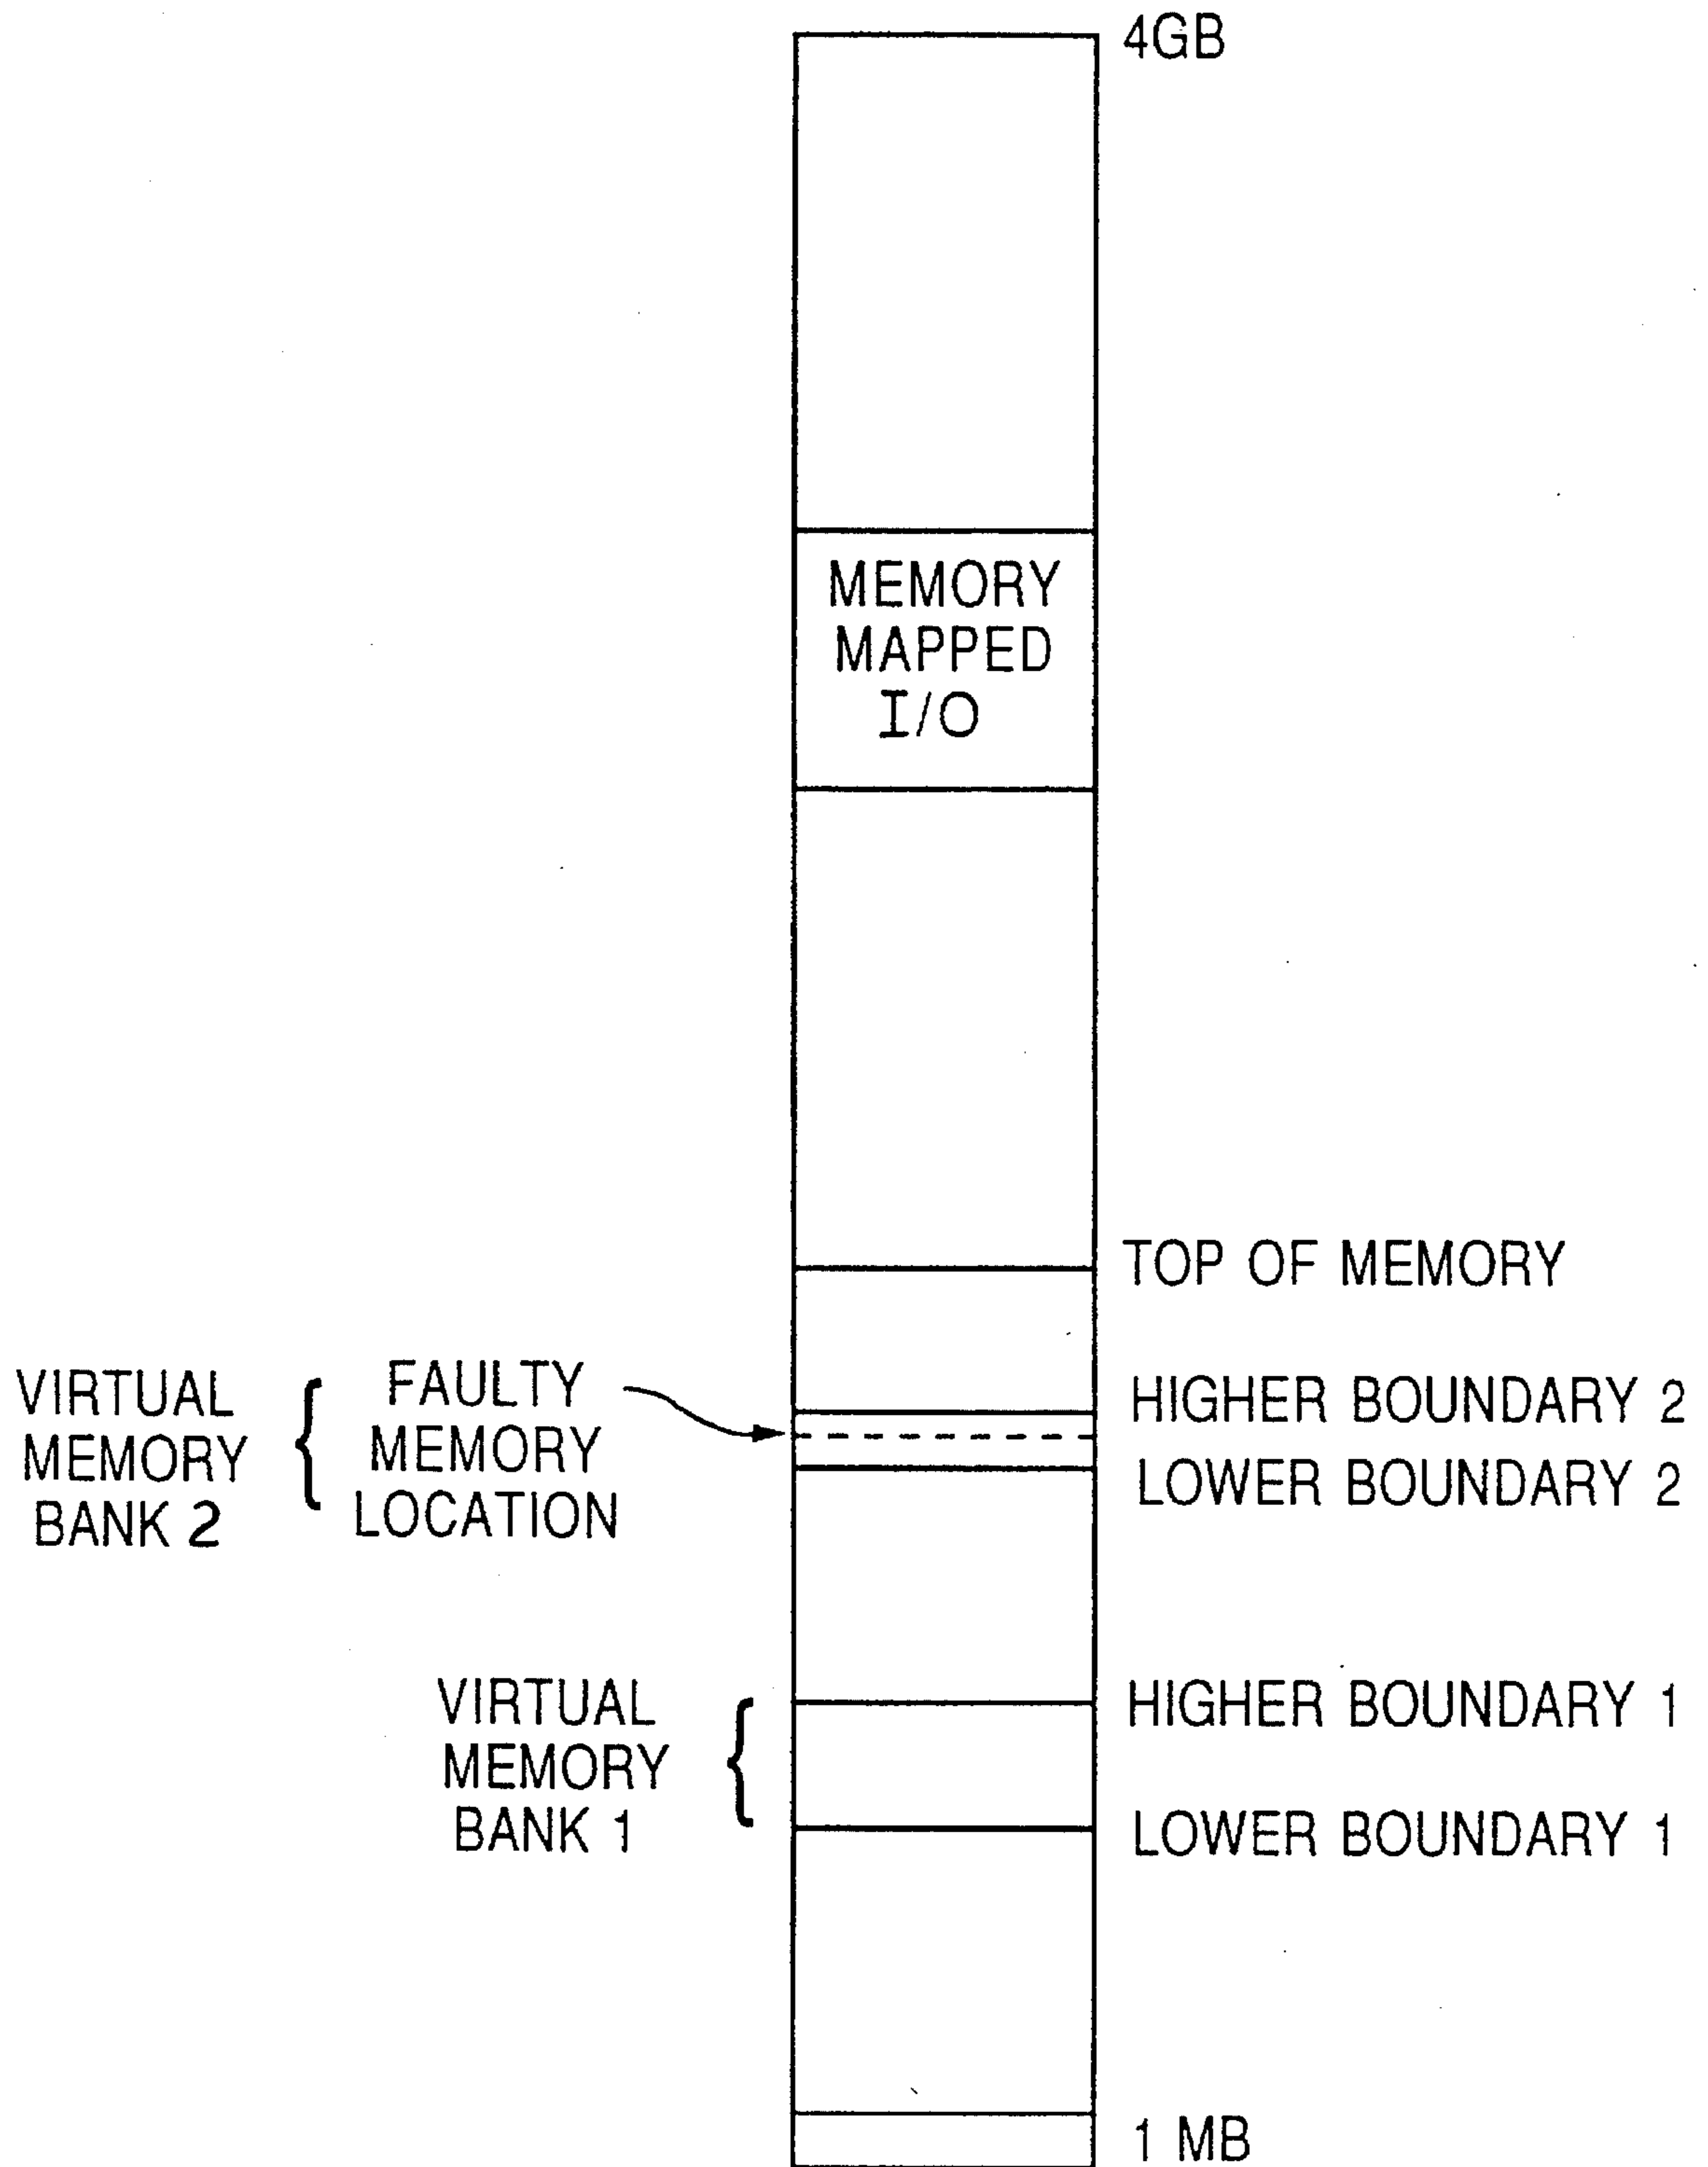 4GB
MEMORY
MAPPED
I/O
TOP OF MEMORY
VIRTUAL
MEMORY
BANK 2
FAULTY
MEMORY
LOCATION
HIGHER BOUNDARY 2
LOWER BOUNDARY 2
VIRTUAL
MEMORY
BANK 1
HIGHER BOUNDARY 1
LOWER BOUNDARY 1
1 MB